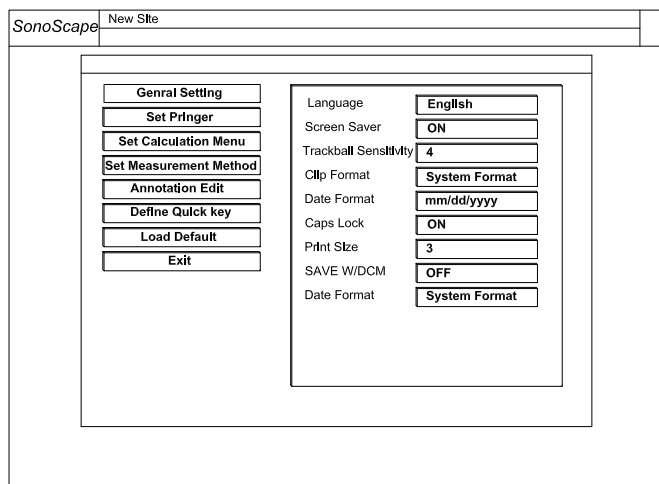 SonoScape
New Site
Genral Setting
Set Pringer
Set Calculation Menu
Set Measurement Method
Annotation Edit
Define Quick key
Load Default
Exit
Language English
Screen Saver ON
Trackball Sensitivity 4
Clip Format System Format
Date Format mm/dd/yyyy
Caps Lock ON
Print Size 3
SAVE W/DCM OFF
Date Format System Format